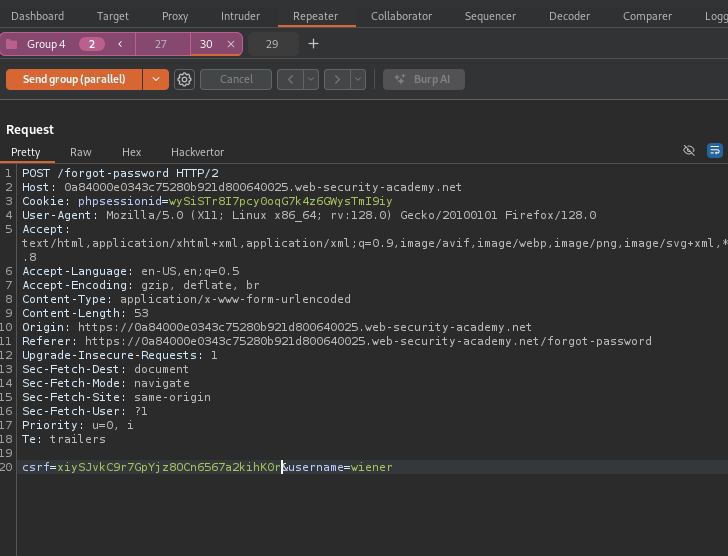 Dashboard Target Proxy Intruder Repeater Collaborator Sequencer Decoder Comparer Logg
Group 4 2 27 30 29
Send group (parallel) Cancel Burp AI
Request
Pretty Raw Hex Hackvertor
1 POST /forgot-password HTTP/2
2 Host: 0a84000e0343c75280b921d800640025.web-security-academy.net
3 Cookie: phpsessionid=wySiSTr8I7pcy0oqG7k4z6GWysTmI9iy
4 User-Agent: Mozilla/5.0 (X11; Linux x86_64; rv:128.0) Gecko/20100101 Firefox/128.0
5 Accept:
text/html,application/xhtml+xml,application/xml;q=0.9,image/avif,image/webp,image/png,image/svg+xml,*
.8
6 Accept-Language: en-US,en;q=0.5
7 Accept-Encoding: gzip, deflate, br
8 Content-Type: application/x-www-form-urlencoded
9 Content-Length: 53
10 Origin: https://0a84000e0343c75280b921d800640025.web-security-academy.net
11 Referer: https://0a84000e0343c75280b921d800640025.web-security-academy.net/forgot-password
12 Upgrade-Insecure-Requests: 1
13 Sec-Fetch-Dest: document
14 Sec-Fetch-Mode: navigate
15 Sec-Fetch-Site: same-origin
16 Sec-Fetch-User: ?1
17 Priority: u=0, i
18 Te: trailers
19
20 csrf=xiySJvkC9r7GpYjz8OCn6567a2kihK0r&username=wiener